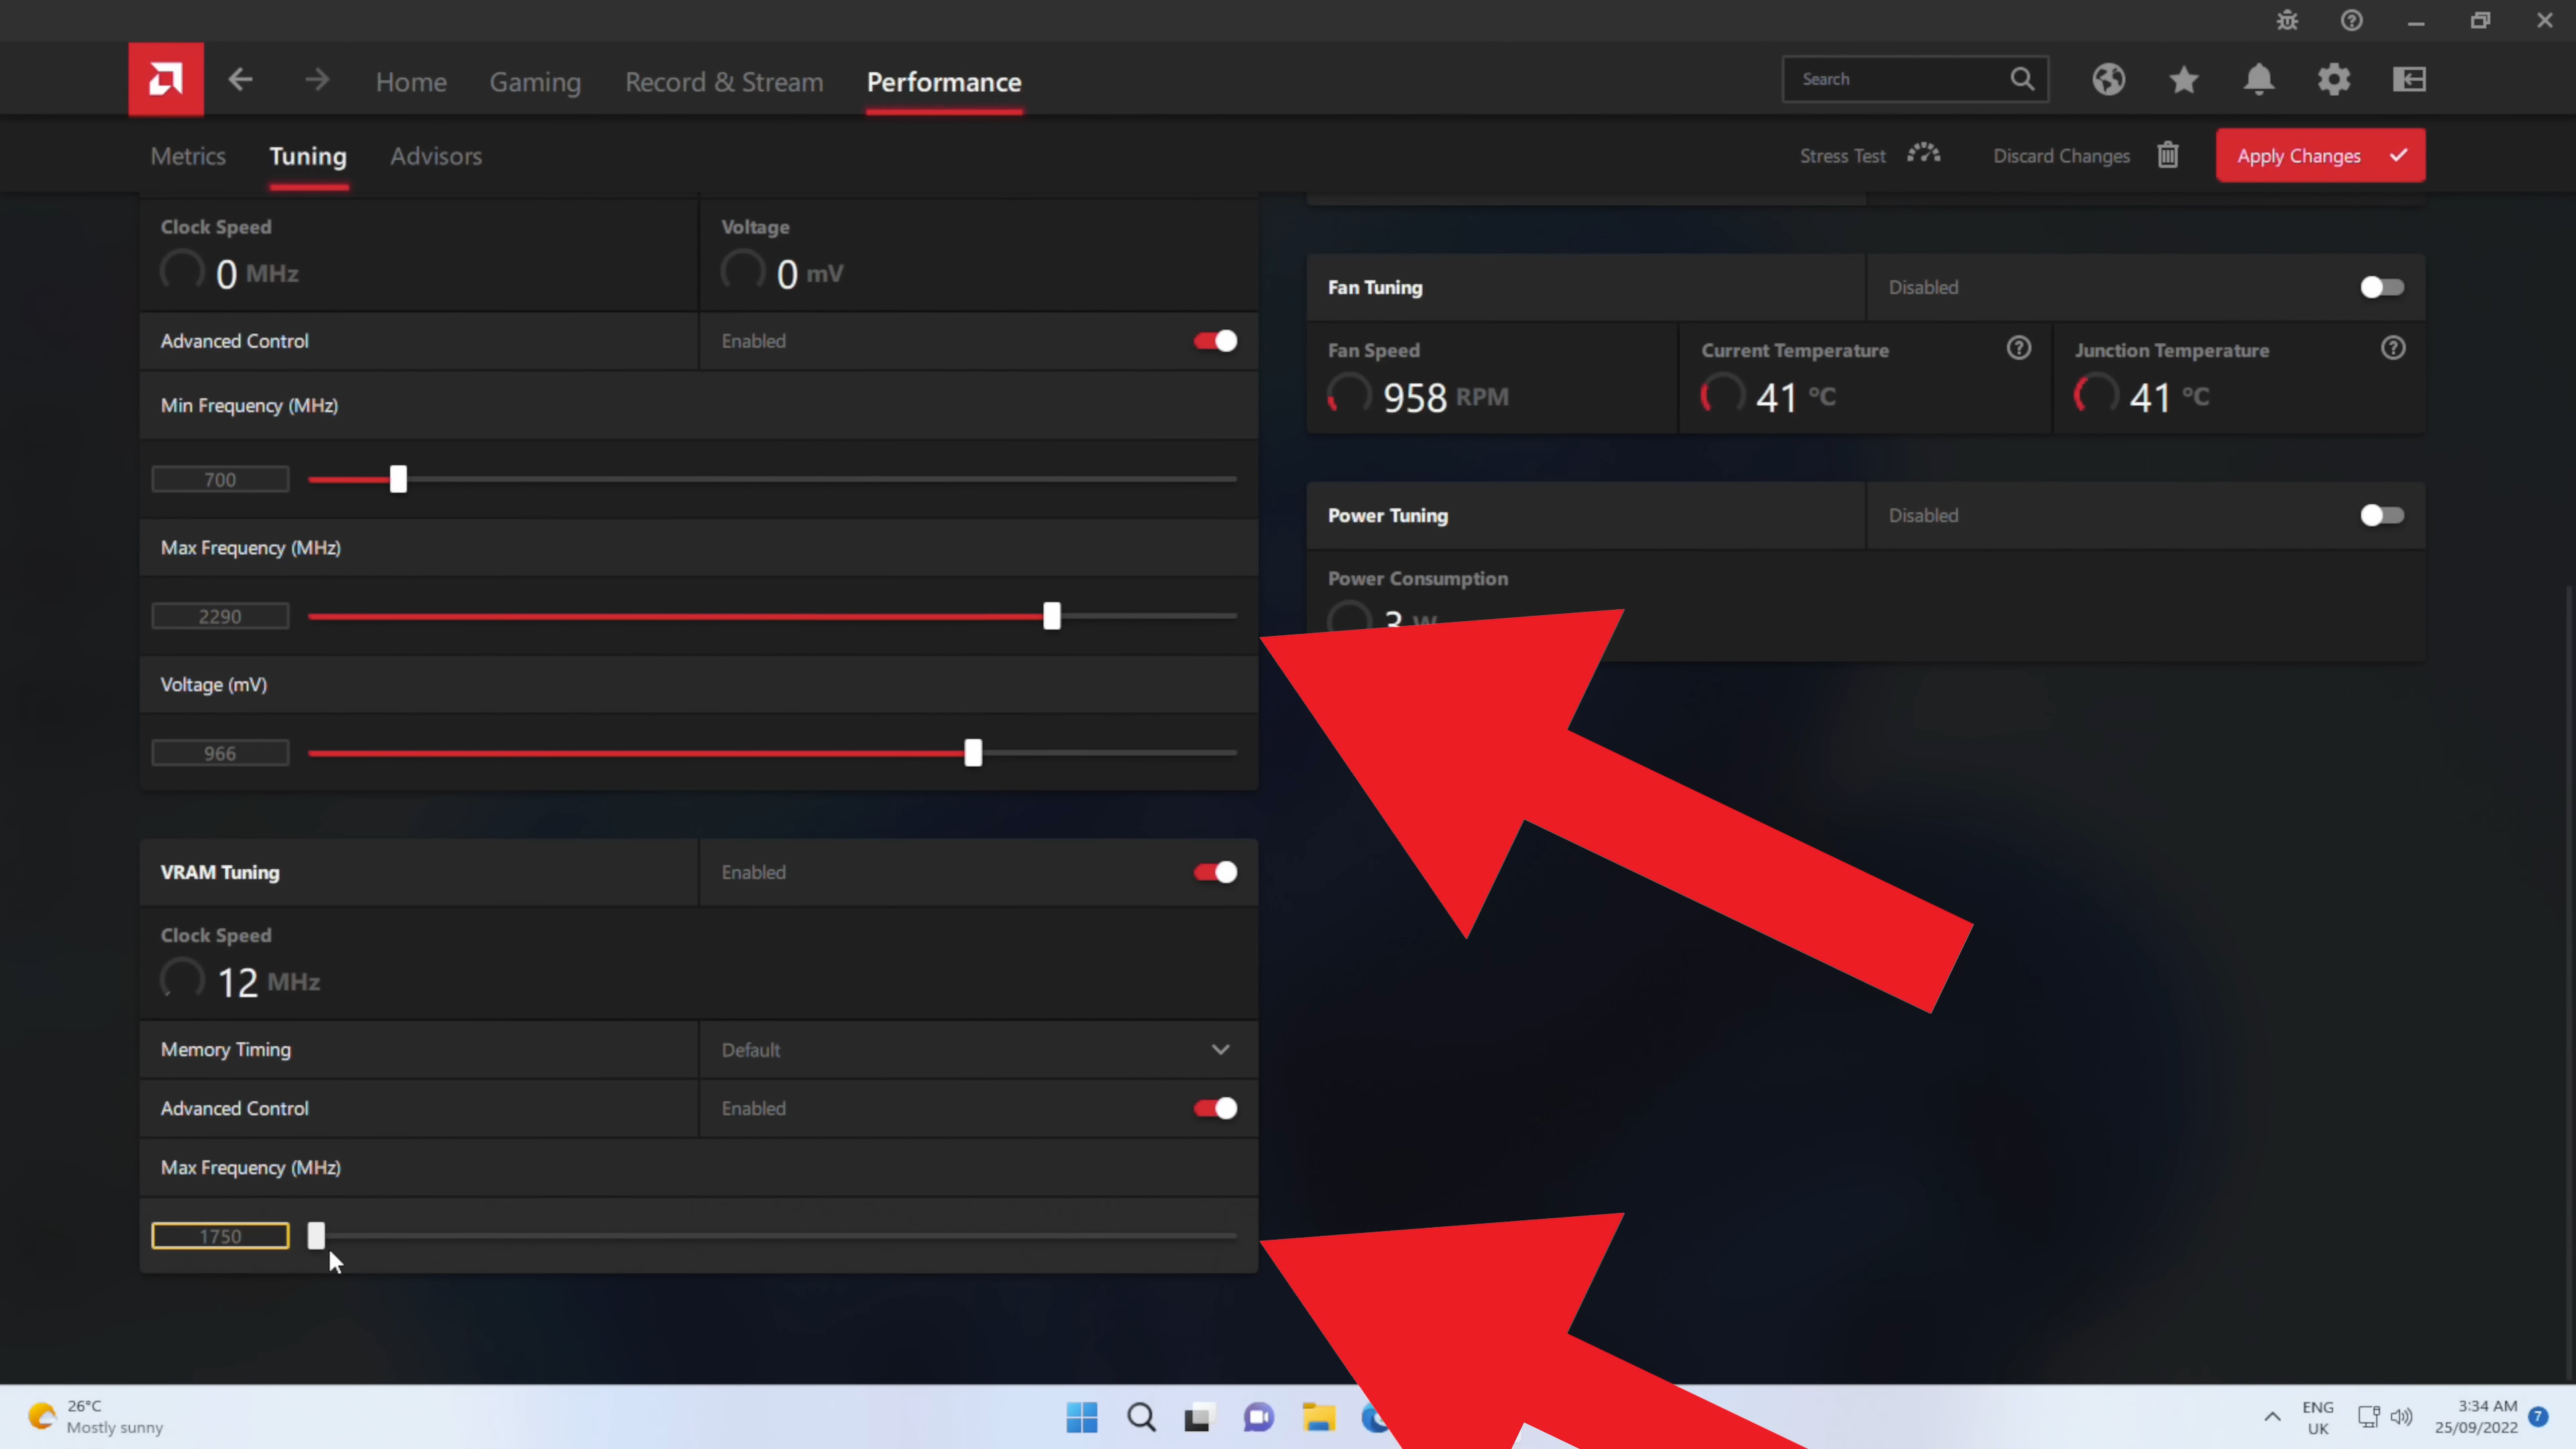 Home Gaming Record & Stream Performance Search
Metrics Tuning Advisors Stress Test Discard Changes Apply Changes
Clock Speed Voltage
0 MHz 0 mV
Advanced Control Enabled
Min Frequency (MHz)
700
Max Frequency (MHz)
2290
Voltage (mV)
966
VRAM Tuning Enabled
Clock Speed
12 MHz
Memory Timing Default
Advanced Control Enabled
Max Frequency (MHz)
1750
Fan Tuning Disabled
Fan Speed Current Temperature Junction Temperature
958 RPM 41 °C 41 °C
Power Tuning Disabled
Power Consumption
3 W
26°C
Mostly sunny
ENG
UK
3:34 AM
25/09/2022
7